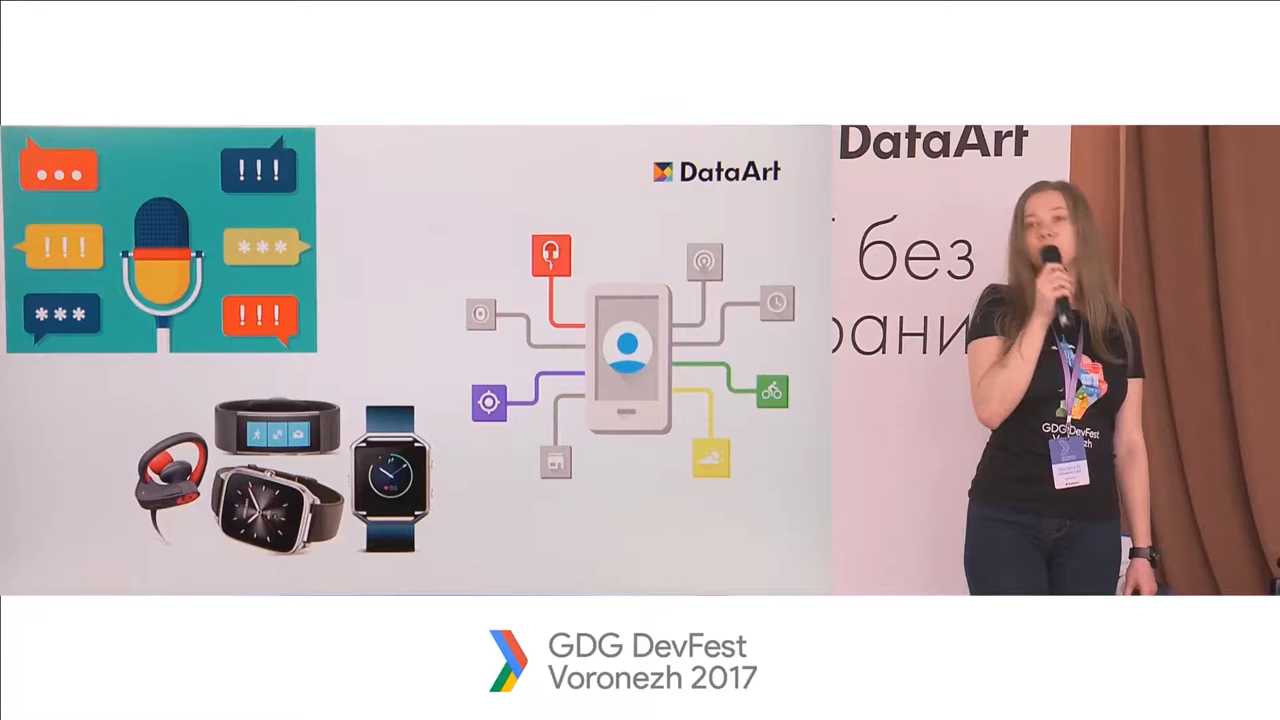 DataArt
DataArt
без
рани
GDG DevFest
Voronezh
GDG DevFest
Voronezh 2017